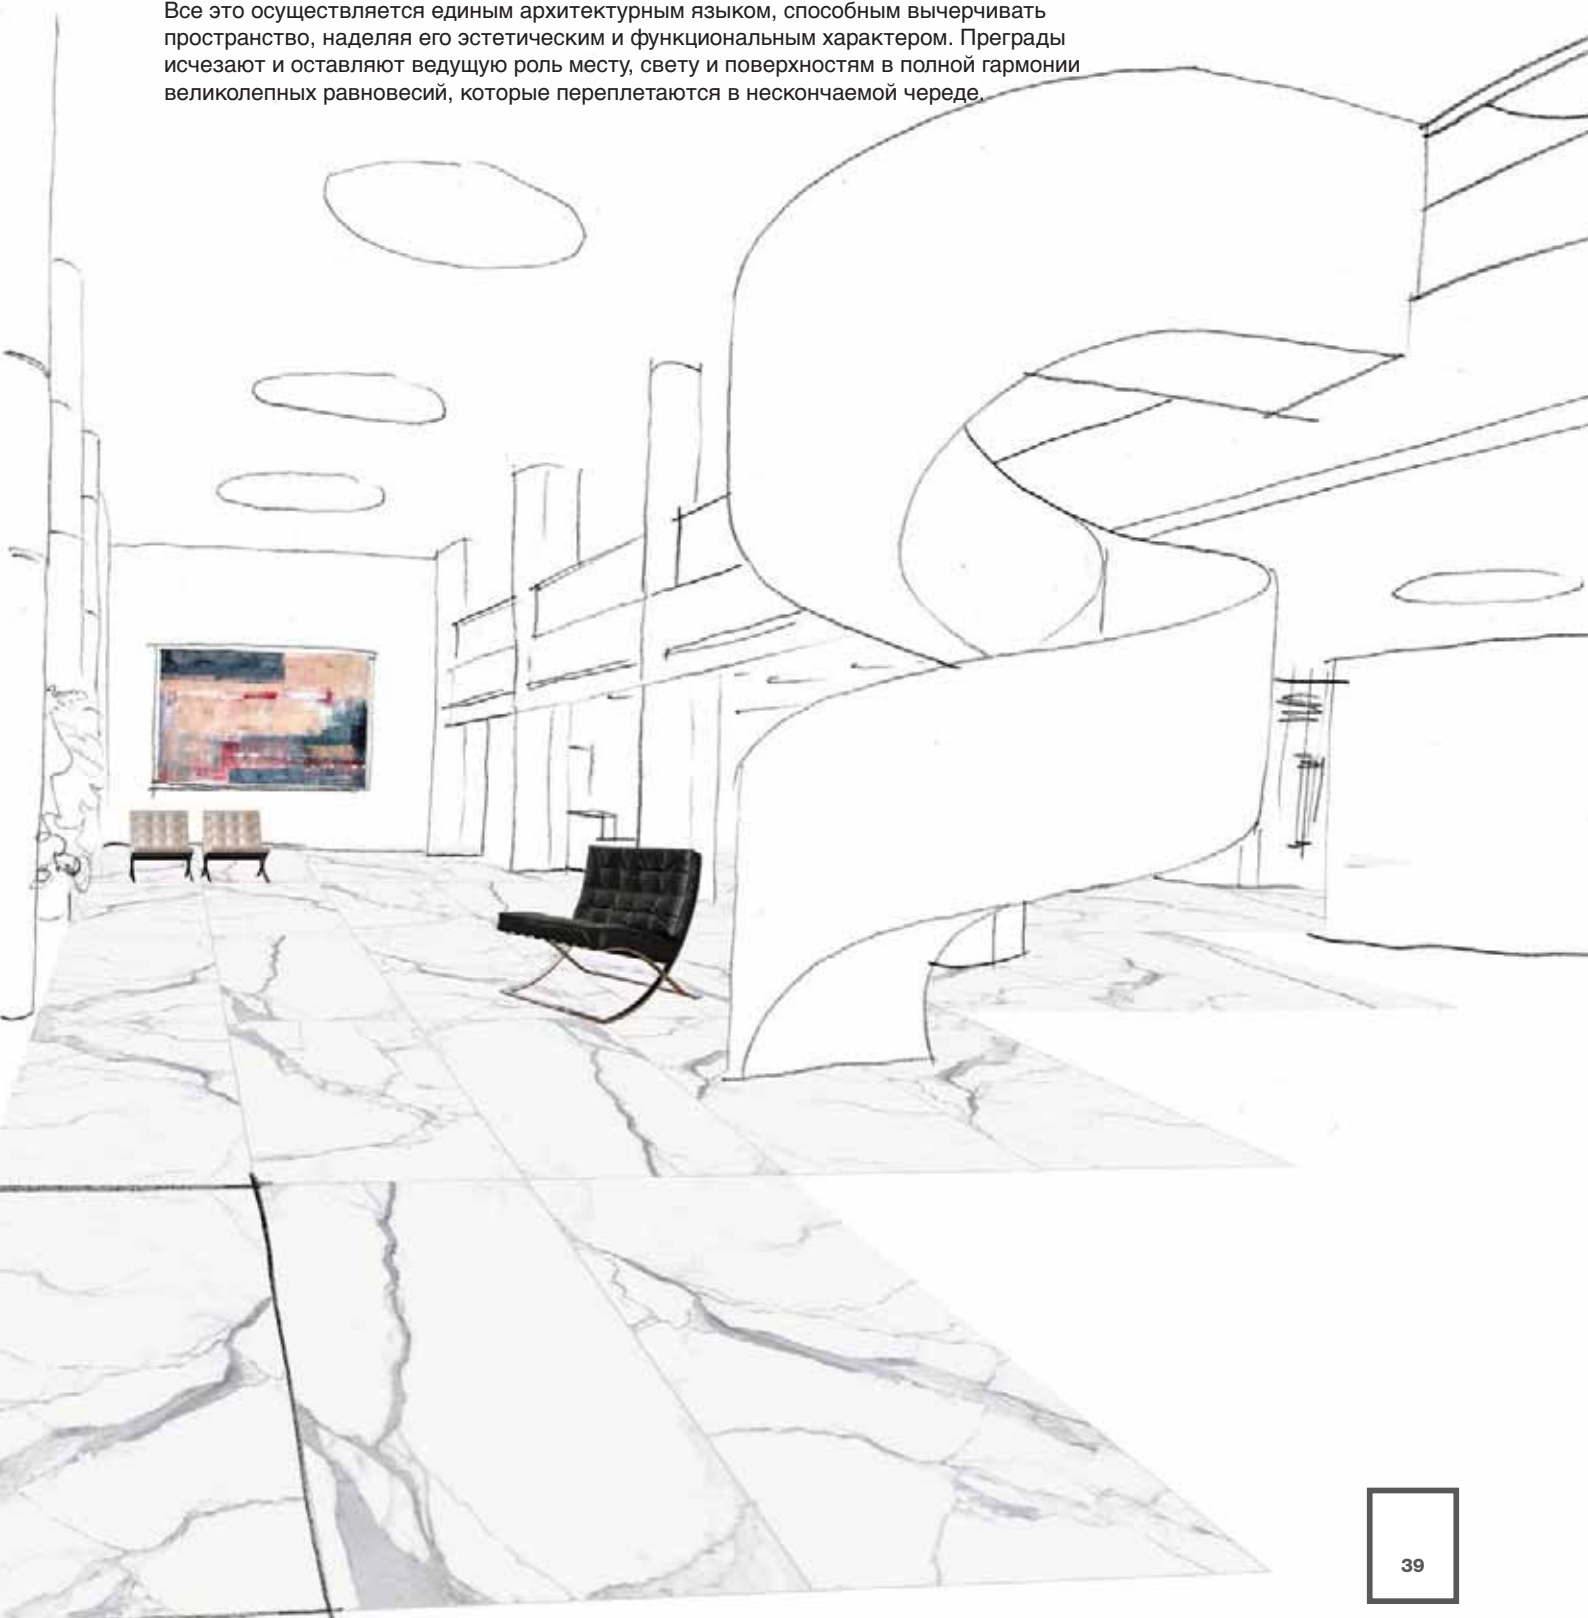 Все это осуществляется единым архитектурным языком, способным вычерчивать
пространство, наделяя его эстетическим и функциональным характером. Преграды
исчезают и оставляют ведущую роль месту, свету и поверхностям в полной гармонии
великолепных равновесий, которые переплетаются в нескончаемой череде.
39